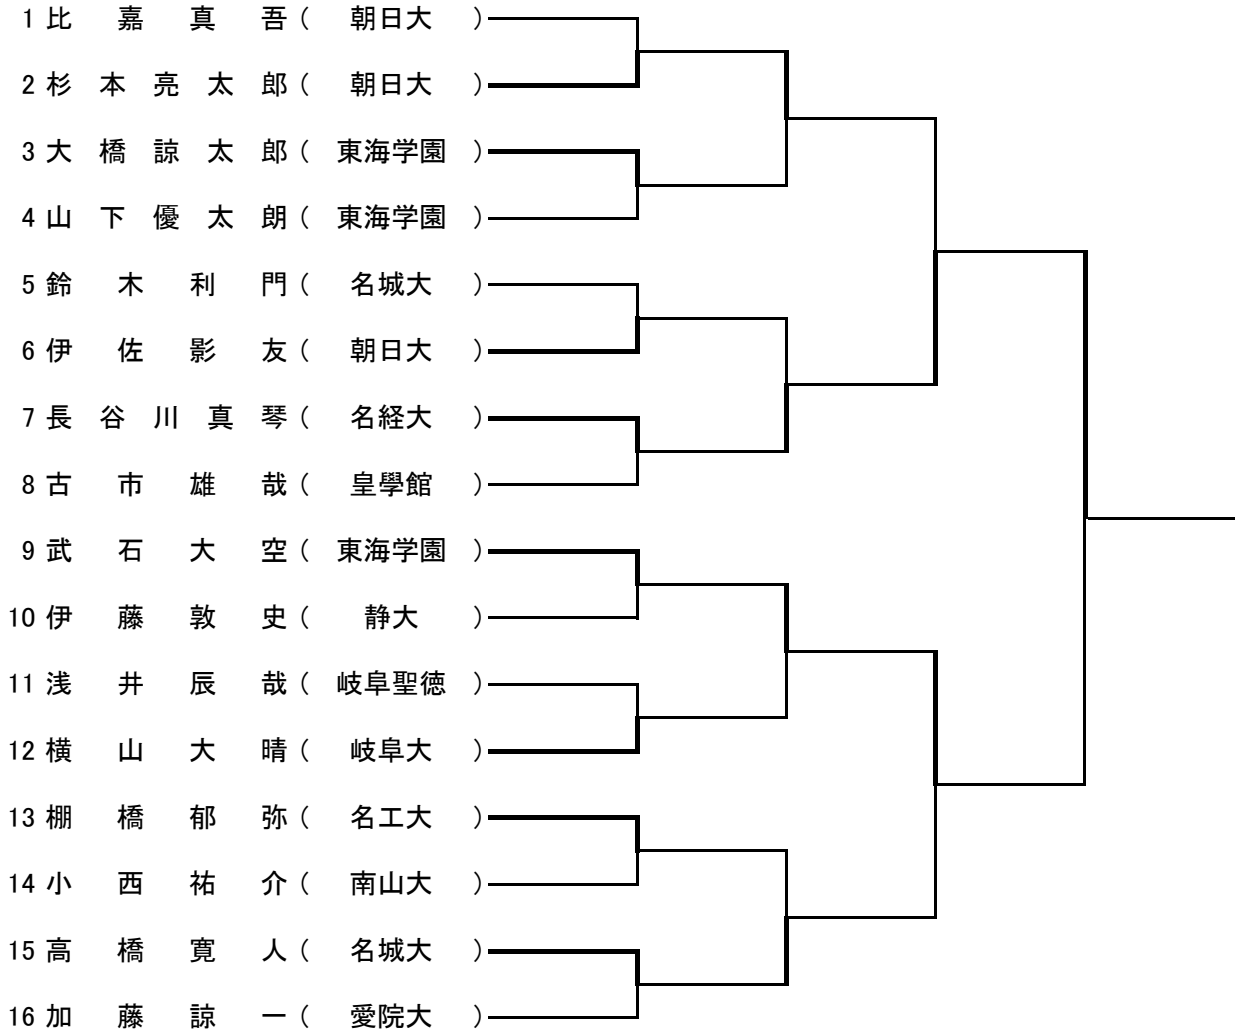 1 比嘉真吾（ 朝日大 ）
2 杉本亮太郎（ 朝日大 ）
3 大橋諒太郎（ 東海学園 ）
4 山下優太朗（ 東海学園 ）
5 鈴木利門（ 名城大 ）
6 伊佐影友（ 朝日大 ）
7 長谷川真琴（ 名経大 ）
8 古市雄哉（ 皇學館 ）
9 武石大空（ 東海学園 ）
10 伊藤敦史（ 静大 ）
11 浅井辰哉（ 岐阜聖徳 ）
12 横山大晴（ 岐阜大 ）
13 棚橋郁弥（ 名工大 ）
14 小西祐介（ 南山大 ）
15 高橋寛人（ 名城大 ）
16 加藤諒一（ 愛院大 ）